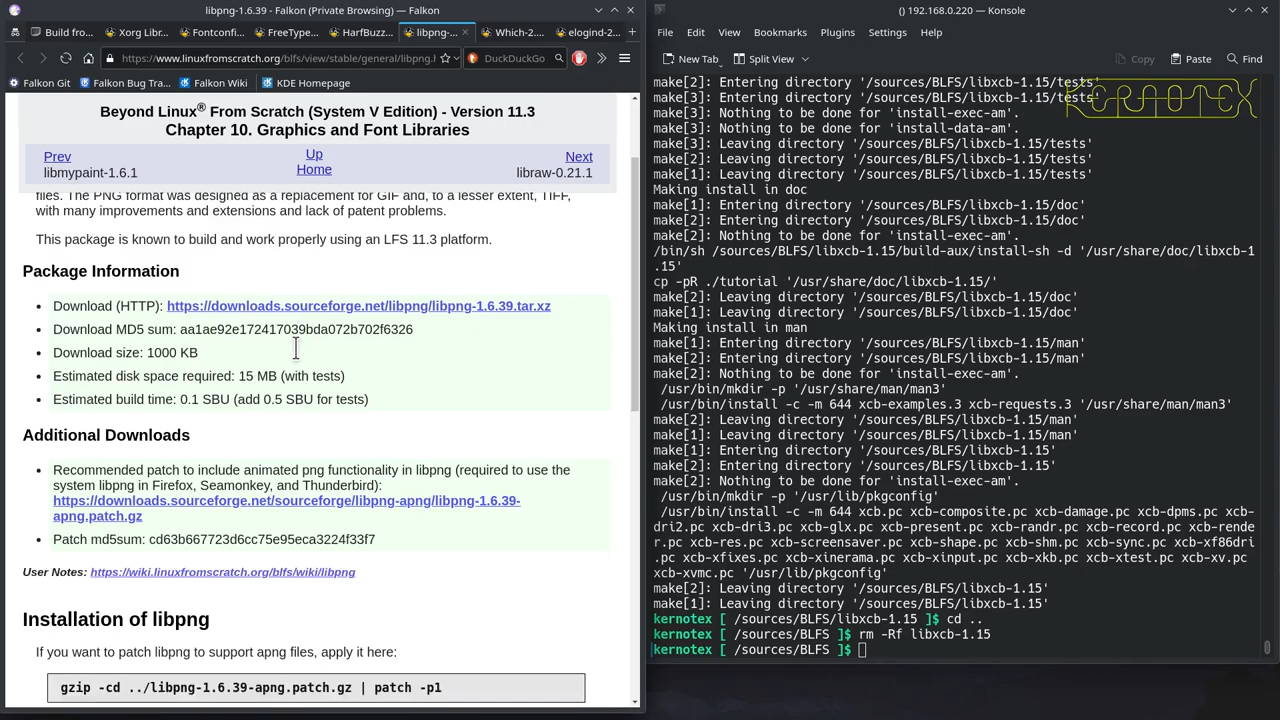 libpng-1.6.39 - Falkon (Private Browsing) — Falkon
Build fro...
Xorg Libr...
Fontconfi...
FreeType...
HarfBuzz...
libpng-...
Which-2....
elogind-2...
https://www.linuxfromscratch.org/blfs/view/stable/general/libpng.h
DuckDuckGo
Falkon Git
Falkon Bug Tra...
Falkon Wiki
KDE Homepage
Beyond Linux® From Scratch (System V Edition) - Version 11.3
Chapter 10. Graphics and Font Libraries
Prev
Up
Next
libmypaint-1.6.1
Home
libraw-0.21.1
files. The PNG format was designed as a replacement for GIF and, to a lesser extent, TIFF,
with many improvements and extensions and lack of patent problems.
This package is known to build and work properly using an LFS 11.3 platform.
Package Information
• Download (HTTP): https://downloads.sourceforge.net/libpng/libpng-1.6.39.tar.xz
• Download MD5 sum: aa1ae92e172417039bda072b702f6326
• Download size: 1000 KB
• Estimated disk space required: 15 MB (with tests)
• Estimated build time: 0.1 SBU (add 0.5 SBU for tests)
Additional Downloads
• Recommended patch to include animated png functionality in libpng (required to use the
system libpng in Firefox, Seamonkey, and Thunderbird):
https://downloads.sourceforge.net/sourceforge/libpng-apng/libpng-1.6.39-
apng.patch.gz
• Patch md5sum: cd63b667723d6cc75e95eca3224f33f7
User Notes: https://wiki.linuxfromscratch.org/blfs/wiki/libpng
Installation of libpng
If you want to patch libpng to support apng files, apply it here:
gzip -cd ../libpng-1.6.39-apng.patch.gz | patch -p1
() 192.168.0.220 — Konsole
File Edit View Bookmarks Plugins Settings Help
New Tab
Split View
Copy
Paste
Find
KERNOTEX
make[2]: Entering directory '/sources/BLFS/libxcb-1.15/tests'
make[3]: Entering directory '/sources/BLFS/libxcb-1.15/tests'
make[3]: Nothing to be done for 'install-exec-am'.
make[3]: Nothing to be done for 'install-data-am'.
make[3]: Leaving directory '/sources/BLFS/libxcb-1.15/tests'
make[2]: Leaving directory '/sources/BLFS/libxcb-1.15/tests'
make[1]: Leaving directory '/sources/BLFS/libxcb-1.15/tests'
Making install in doc
make[1]: Entering directory '/sources/BLFS/libxcb-1.15/doc'
make[2]: Entering directory '/sources/BLFS/libxcb-1.15/doc'
make[2]: Nothing to be done for 'install-exec-am'.
/bin/sh /sources/BLFS/libxcb-1.15/build-aux/install-sh -d '/usr/share/doc/libxcb-1
.15'
cp -pR ./tutorial '/usr/share/doc/libxcb-1.15/'
make[2]: Leaving directory '/sources/BLFS/libxcb-1.15/doc'
make[1]: Leaving directory '/sources/BLFS/libxcb-1.15/doc'
Making install in man
make[1]: Entering directory '/sources/BLFS/libxcb-1.15/man'
make[2]: Entering directory '/sources/BLFS/libxcb-1.15/man'
make[2]: Nothing to be done for 'install-exec-am'.
/usr/bin/mkdir -p '/usr/share/man/man3'
/usr/bin/install -c -m 644 xcb-examples.3 xcb-requests.3 '/usr/share/man/man3'
make[2]: Leaving directory '/sources/BLFS/libxcb-1.15/man'
make[1]: Leaving directory '/sources/BLFS/libxcb-1.15/man'
make[1]: Entering directory '/sources/BLFS/libxcb-1.15'
make[2]: Entering directory '/sources/BLFS/libxcb-1.15'
make[2]: Nothing to be done for 'install-exec-am'.
/usr/bin/mkdir -p '/usr/lib/pkgconfig'
/usr/bin/install -c -m 644 xcb.pc xcb-composite.pc xcb-damage.pc xcb-dpms.pc xcb-
dri2.pc xcb-dri3.pc xcb-glx.pc xcb-present.pc xcb-randr.pc xcb-record.pc xcb-rende
r.pc xcb-res.pc xcb-screensaver.pc xcb-shape.pc xcb-shm.pc xcb-sync.pc xcb-xf86dri
.pc xcb-xfixes.pc xcb-xinerama.pc xcb-xinput.pc xcb-xkb.pc xcb-xtest.pc xcb-xv.pc
xcb-xvmc.pc '/usr/lib/pkgconfig'
make[2]: Leaving directory '/sources/BLFS/libxcb-1.15'
make[1]: Leaving directory '/sources/BLFS/libxcb-1.15'
kernotex [ /sources/BLFS/libxcb-1.15 ]$ cd ..
kernotex [ /sources/BLFS ]$ rm -Rf libxcb-1.15
kernotex [ /sources/BLFS ]$